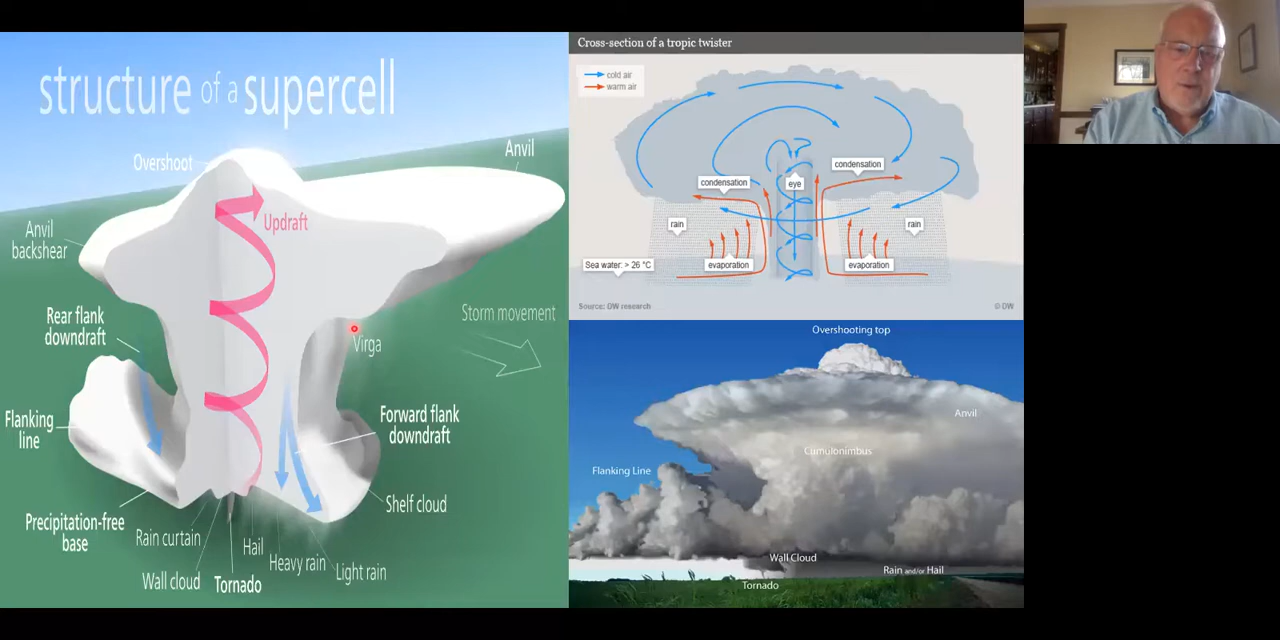 structure of a supercell
Overshoot
Anvil
Updraft
Anvil
backshear
Rear flank
downdraft
Storm movement
Virga
Flanking
line
Forward flank
downdraft
Shelf cloud
Precipitation-free
base
Rain curtain
Hail
Heavy rain
Light rain
Wall cloud
Tornado
Cross-section of a tropic twister
cold air
warm air
condensation
condensation
eye
rain
rain
Sea water: > 26 °C
evaporation
evaporation
Source: DW research
© DW
Overshooting top
Anvil
Cumulonimbus
Flanking Line
Wall Cloud
Rain and/or Hail
Tornado